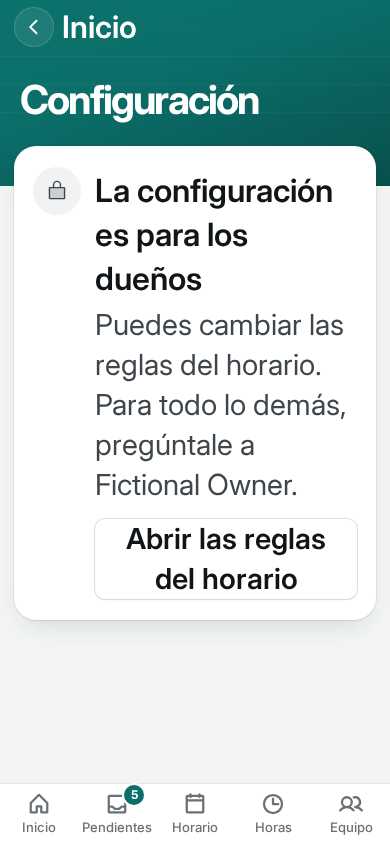 Inicio
Configuración
La configuración
es para los
dueños
Puedes cambiar las
reglas del horario.
Para todo lo demás,
pregúntale a
Fictional Owner.
Abrir las reglas
del horario
5
Inicio
Pendientes
Horario
Horas
Equipo